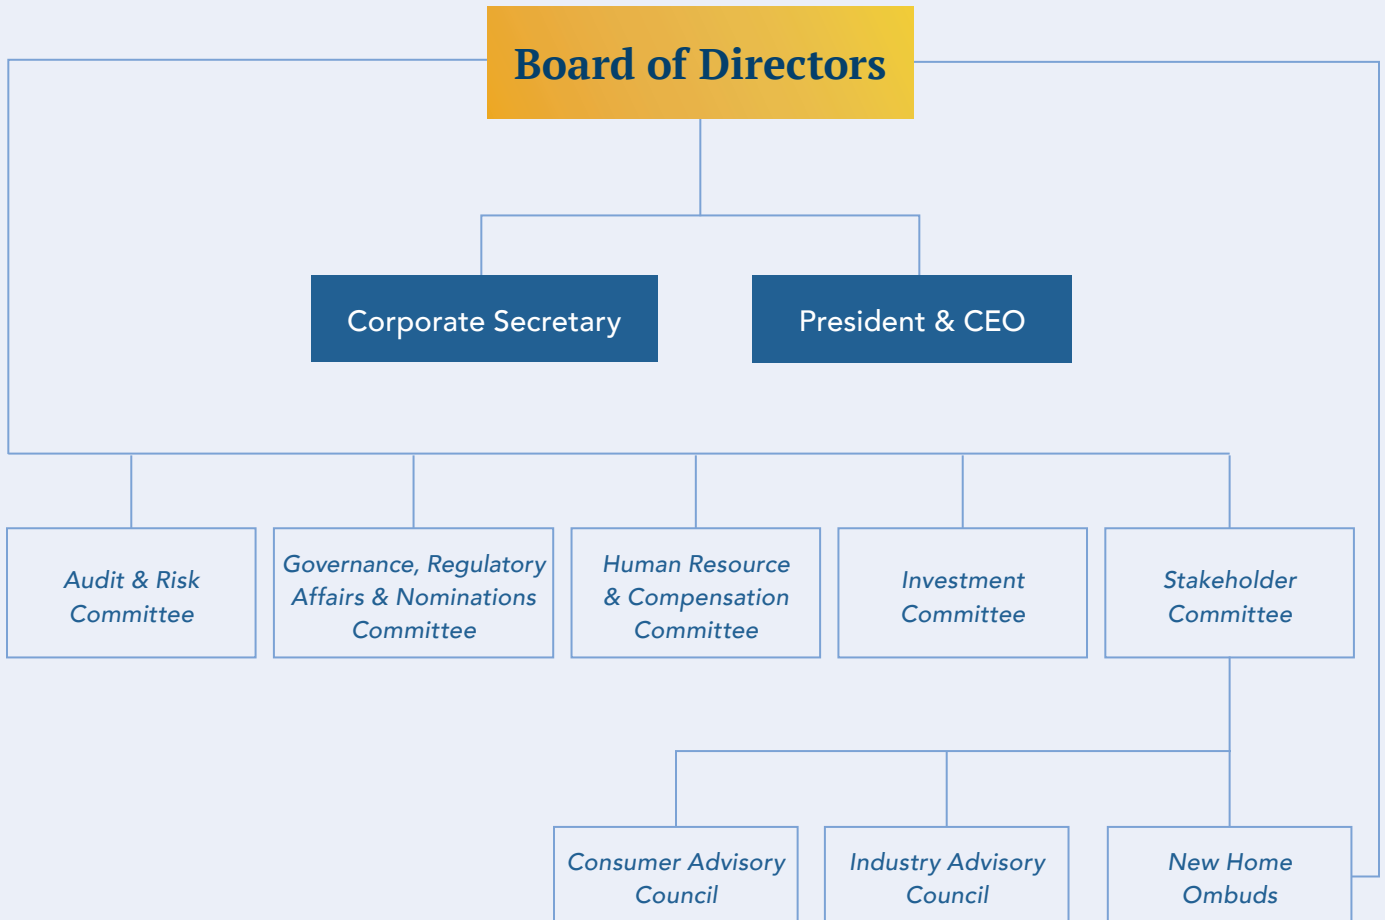 Board of Directors
Corporate Secretary
President & CEO
Audit & Risk
Committee
Governance, Regulatory
Affairs & Nominations
Committee
Human Resource
& Compensation
Committee
Investment
Committee
Stakeholder
Committee
Consumer Advisory
Council
Industry Advisory
Council
New Home
Ombuds